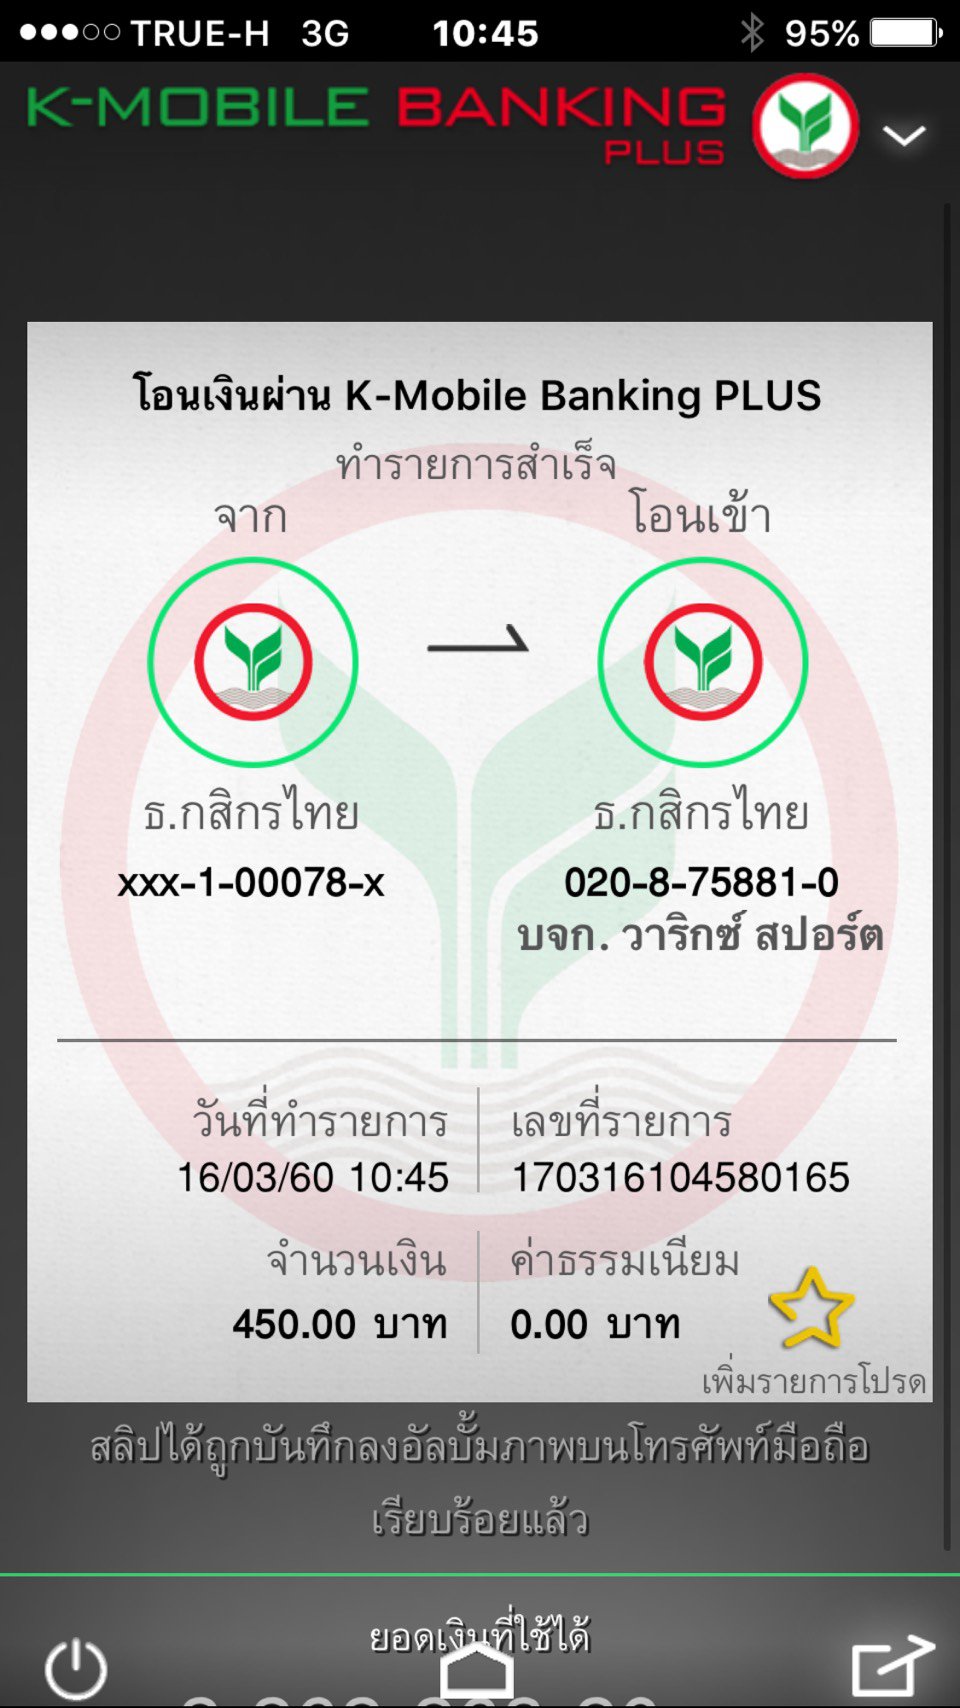 TRUE-H 3G 10:45 95%
K-MOBILE BANKING
PLUS
โอนเงินผ่าน K-Mobile Banking PLUS
ทำรายการสำเร็จ
จาก โอนเข้า
ธ.กสิกรไทย ธ.กสิกรไทย
xxx-1-00078-x 020-8-75881-0
บจก. วาริกซ์ สปอร์ต
วันที่ทำรายการ เลขที่รายการ
16/03/60 10:45 170316104580165
จำนวนเงิน ค่าธรรมเนียม
450.00 บาท 0.00 บาท
เพิ่มรายการโปรด
สลิปได้ถูกบันทึกลงอัลบั้มภาพบนโทรศัพท์มือถือ
เรียบร้อยแล้ว
ยอดเงินที่ใช้ได้